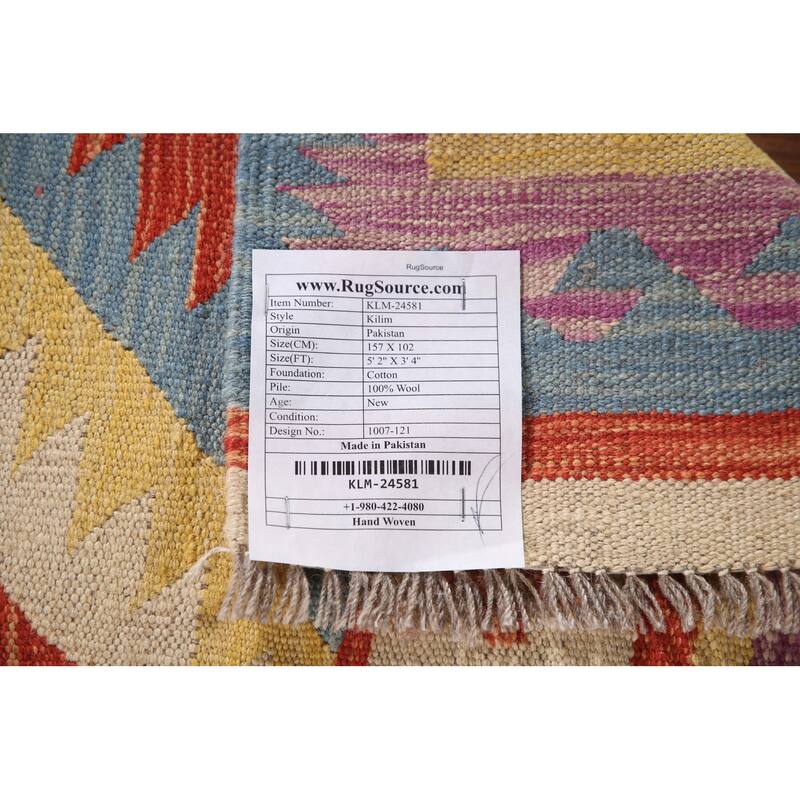 RugSource
www.RugSource.com
Item Number: KLM-24581
Style Kilim
Origin Pakistan
Size(CM): 157 X 102
Size(FT): 5' 2" X 3' 4"
Foundation: Cotton
Pile: 100% Wool
Age: New
Condition:
Design No.: 1007-121
Made in Pakistan
KLM-24581
+1-980-422-4080
Hand Woven